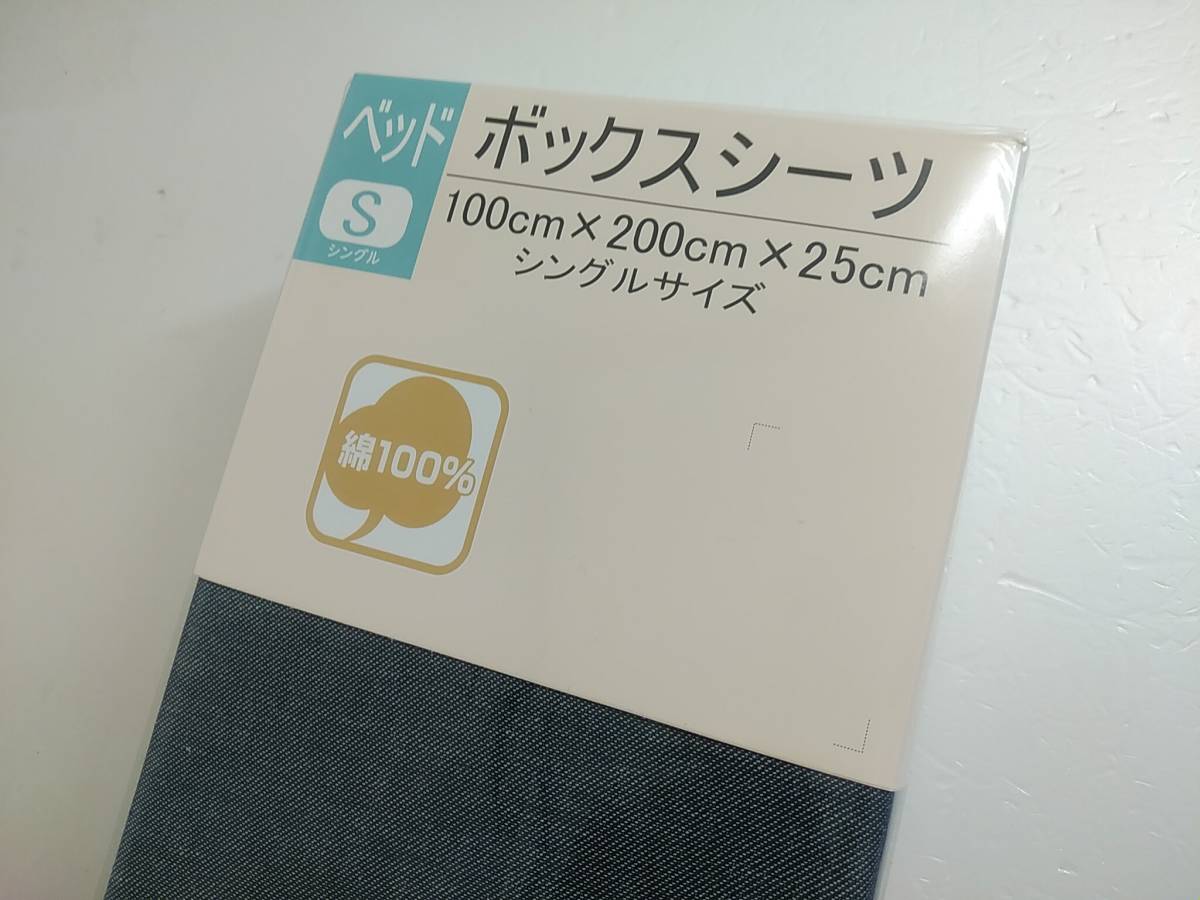 ベッド
S
シングル
ボックスシーツ
100cm×200cm×25cm
シングルサイズ
綿100%